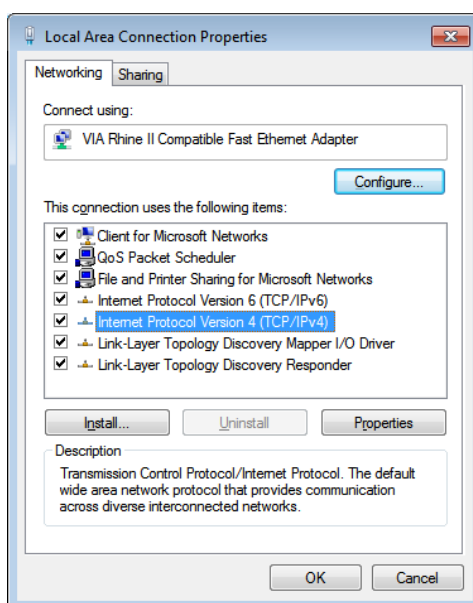 Local Area Connection Properties
Networking
Sharing
Connect using:
VIA Rhine II Compatible Fast Ethernet Adapter
Configure...
This connection uses the following items:
Client for Microsoft Networks
QoS Packet Scheduler
File and Printer Sharing for Microsoft Networks
Internet Protocol Version 6 (TCP/IPv6)
Internet Protocol Version 4 (TCP/IPv4)
Link-Layer Topology Discovery Mapper I/O Driver
Link-Layer Topology Discovery Responder
Install...
Uninstall
Properties
Description
Transmission Control Protocol/Internet Protocol. The default
wide area network protocol that provides communication
across diverse interconnected networks.
OK
Cancel